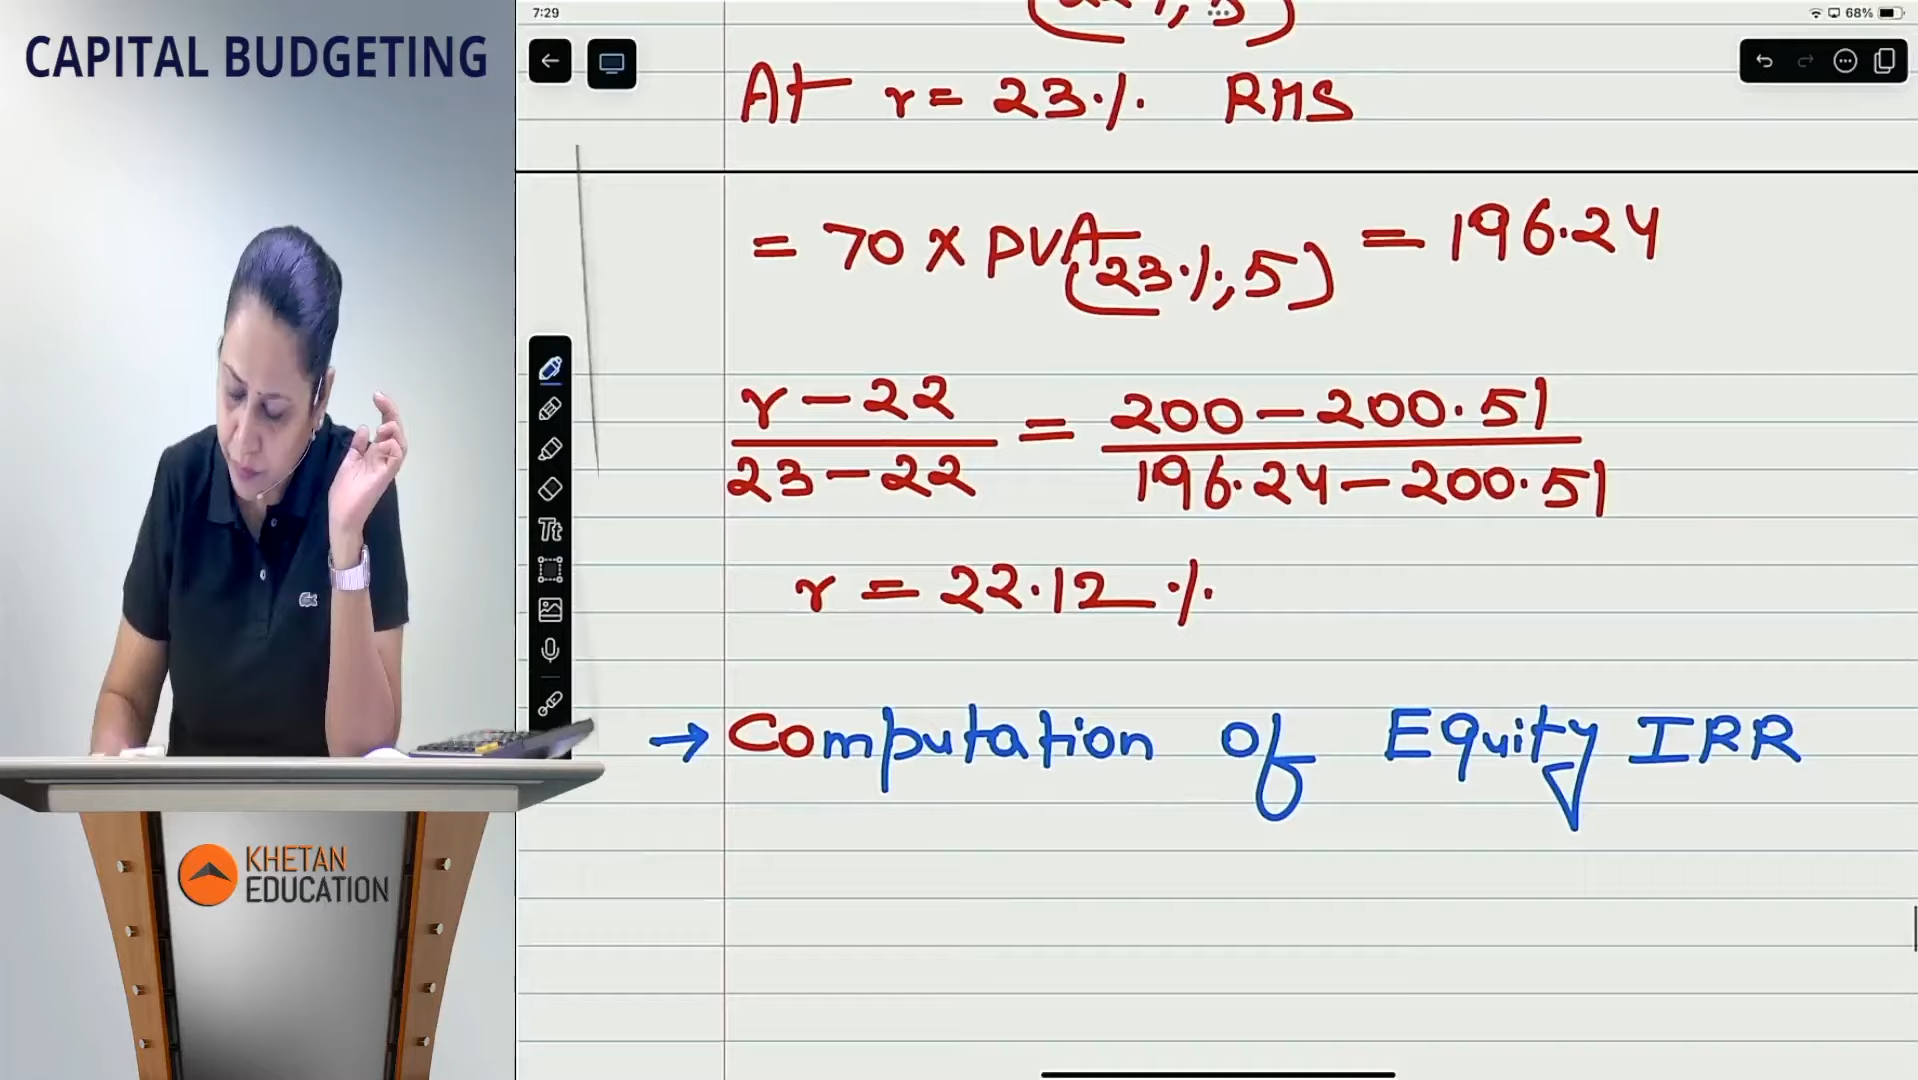 CAPITAL BUDGETING
7:29
68%
At r = 23% RHS
= 70 × PVA(23%, 5) = 196.24
r – 22 / 23 – 22 = 200 – 200.51 / 196.24 – 200.51
r = 22.12 %
→ Computation of Equity IRR
Tt
KHETAN
EDUCATION